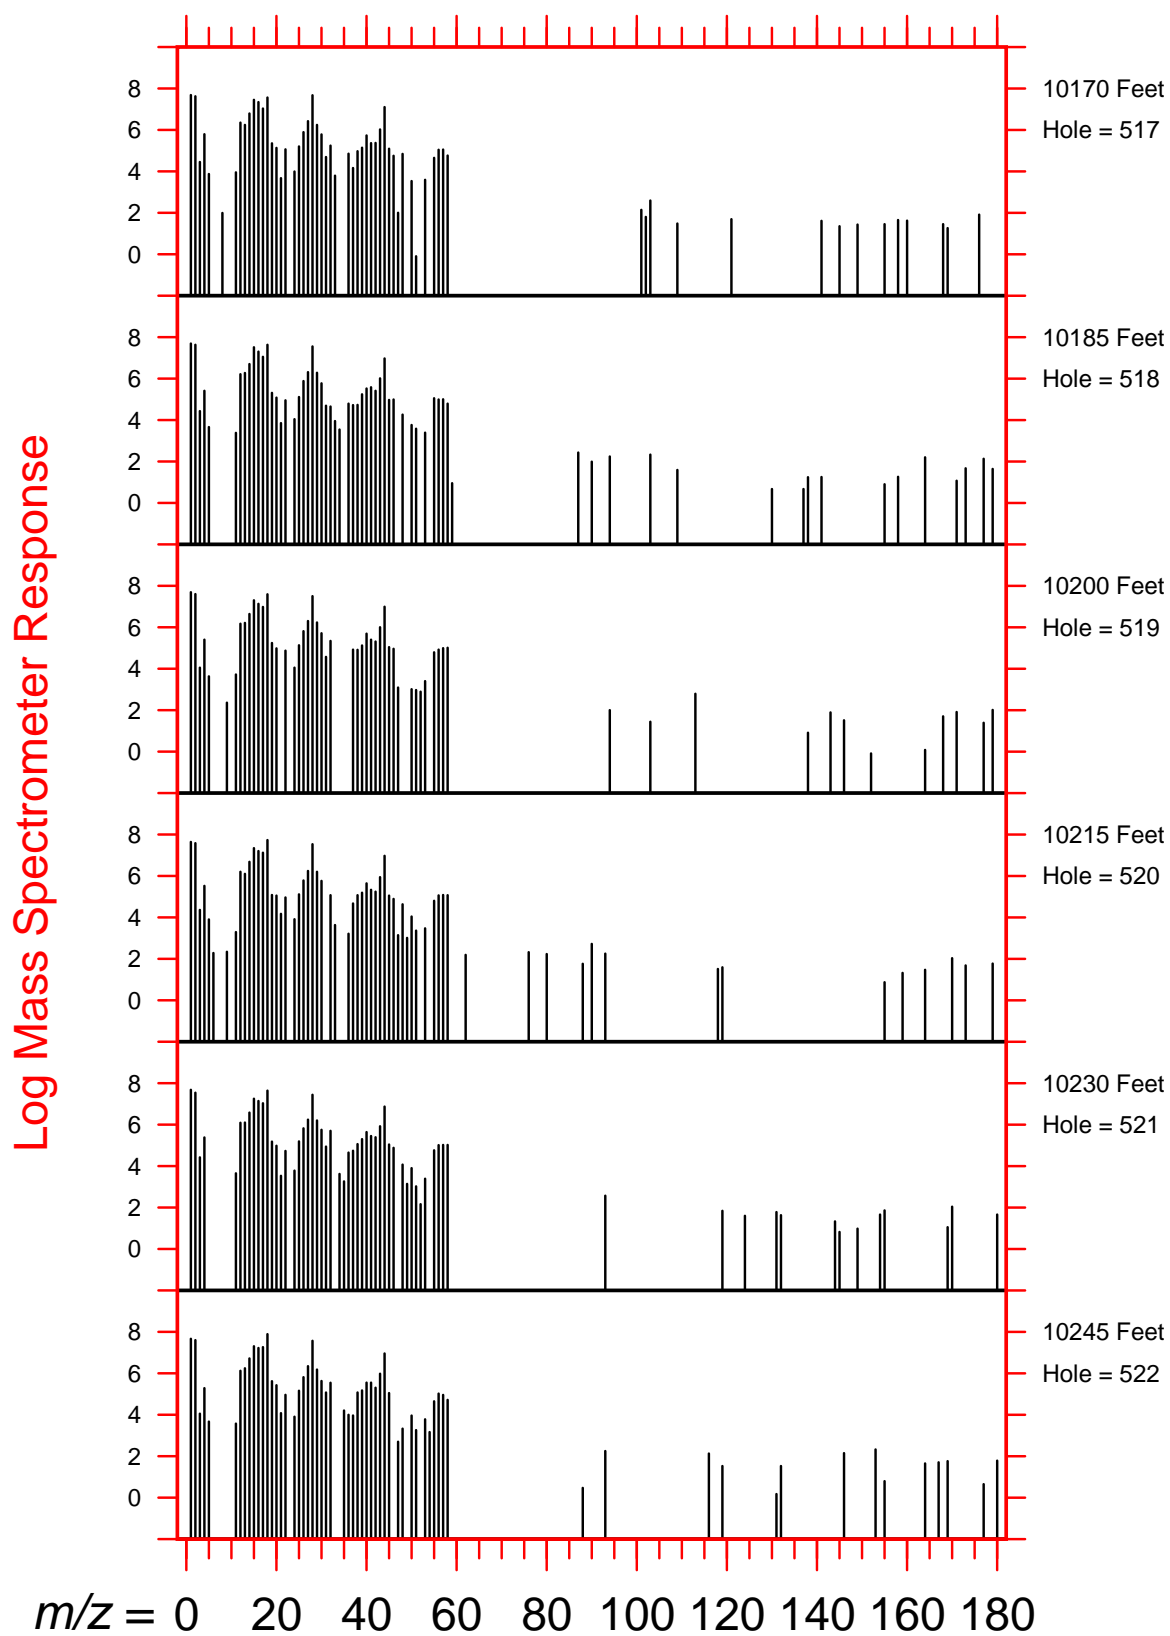 Log Mass Spectrometer Response
8
6
4
2
0
10170 Feet
Hole = 517
8
6
4
2
0
10185 Feet
Hole = 518
8
6
4
2
0
10200 Feet
Hole = 519
8
6
4
2
0
10215 Feet
Hole = 520
8
6
4
2
0
10230 Feet
Hole = 521
8
6
4
2
0
10245 Feet
Hole = 522
m/z = 0 20 40 60 80 100 120 140 160 180